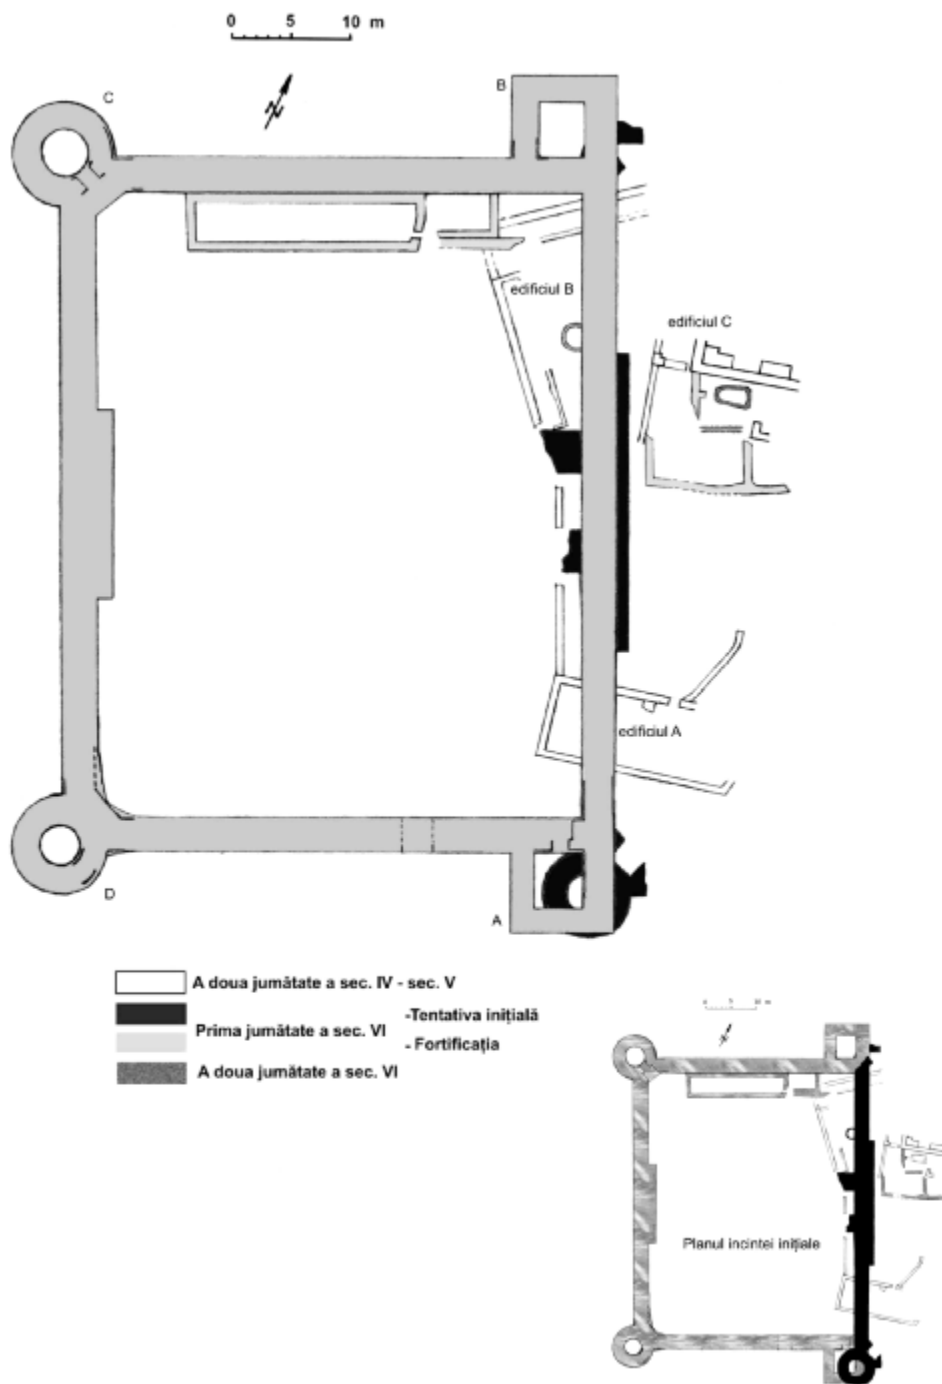 0 5 10 m
N
C
B
edificiul B
edificiul C
edificiul A
D
A
A doua jumătate a sec. IV - sec. V
Prima jumătate a sec. VI
-Tentativa inițială
- Fortificația
A doua jumătate a sec. VI
Planul incintei inițiale